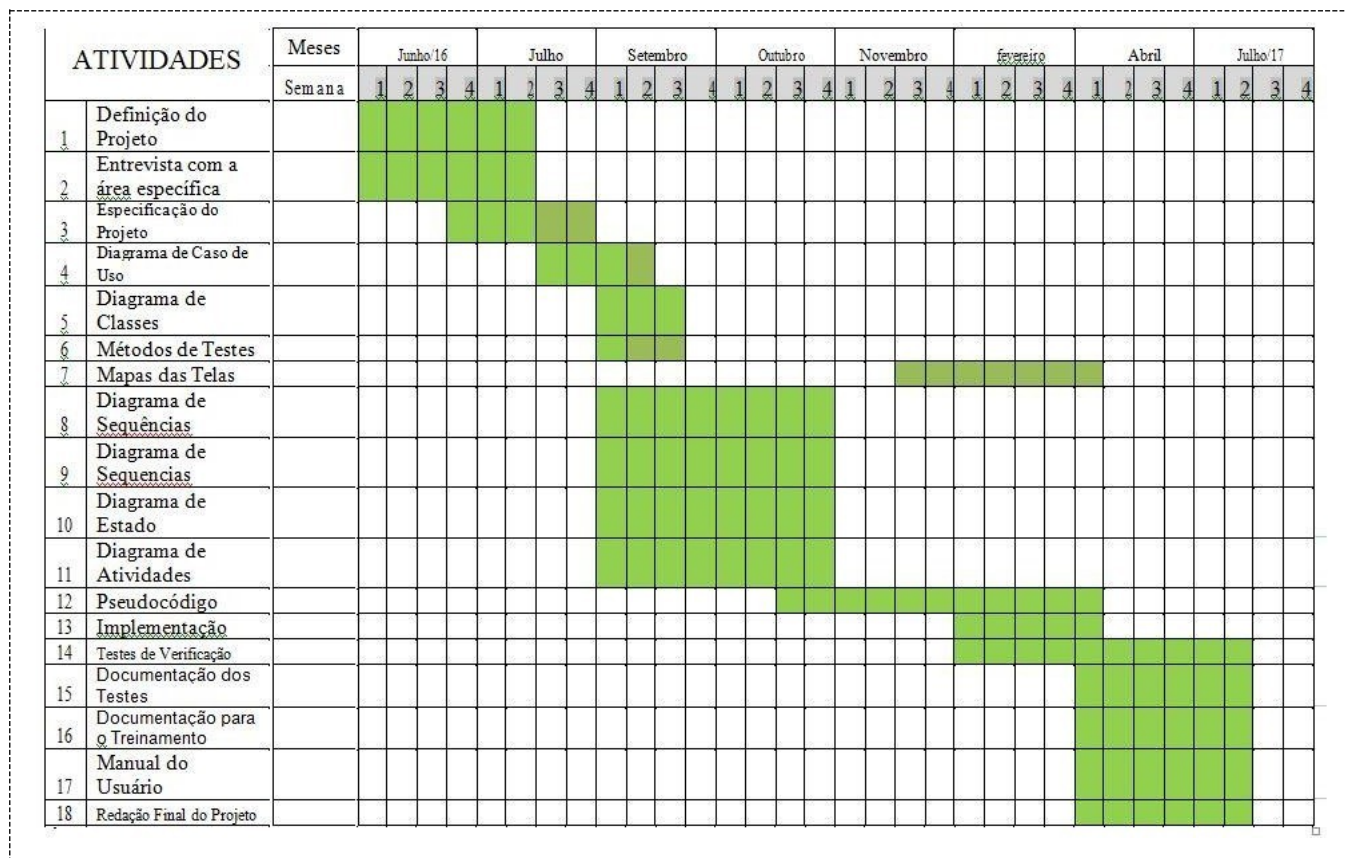 ATIVIDADES Meses Junho/16 Julho Setembro Outubro Novembro fevereiro Abril Julho/17
Semana 1 2 3 4 1 2 3 4 1 2 3 4 1 2 3 4 1 2 3 4 1 2 3 4 1 2 3 4 1 2 3 4
1 Definição do
Projeto
2 Entrevista com a
área específica
3 Especificação do
Projeto
4 Diagrama de Caso de
Uso
5 Diagrama de
Classes
6 Métodos de Testes
7 Mapas das Telas
8 Diagrama de
Sequências
9 Diagrama de
Sequencias
10 Diagrama de
Estado
11 Diagrama de
Atividades
12 Pseudocódigo
13 Implementação
14 Testes de Verificação
15 Documentação dos
Testes
16 Documentação para
o Treinamento
17 Manual do
Usuário
18 Redação Final do Projeto